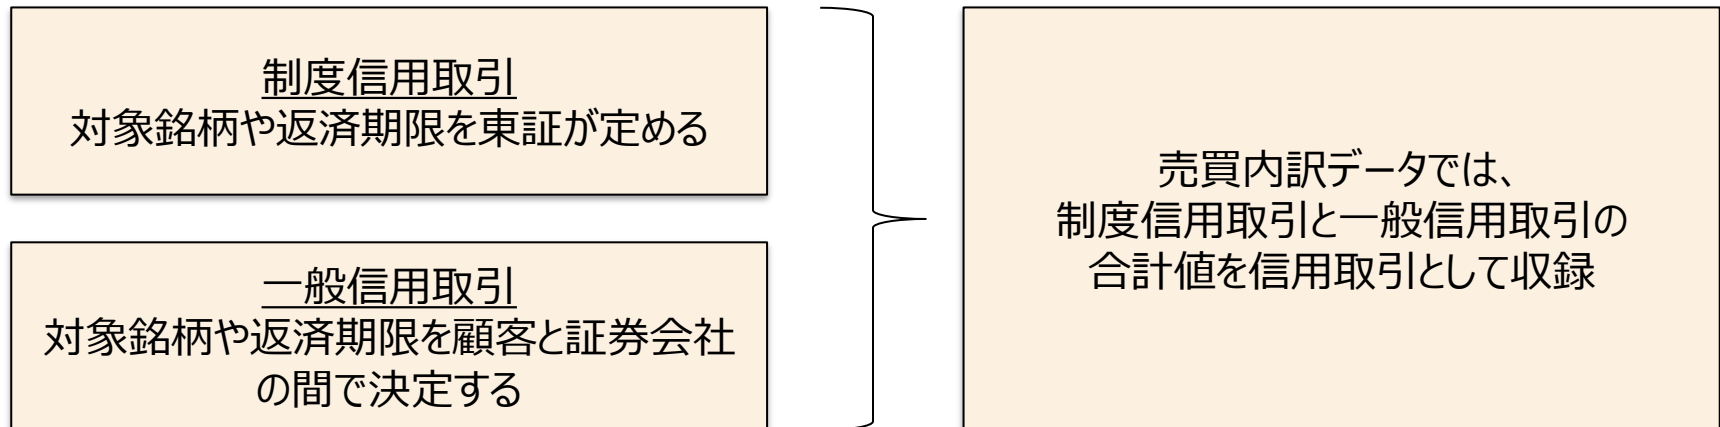 制度信用取引
対象銘柄や返済期限を東証が定める
一般信用取引
対象銘柄や返済期限を顧客と証券会社
の間で決定する
売買内訳データでは、
制度信用取引と一般信用取引の
合計値を信用取引として収録